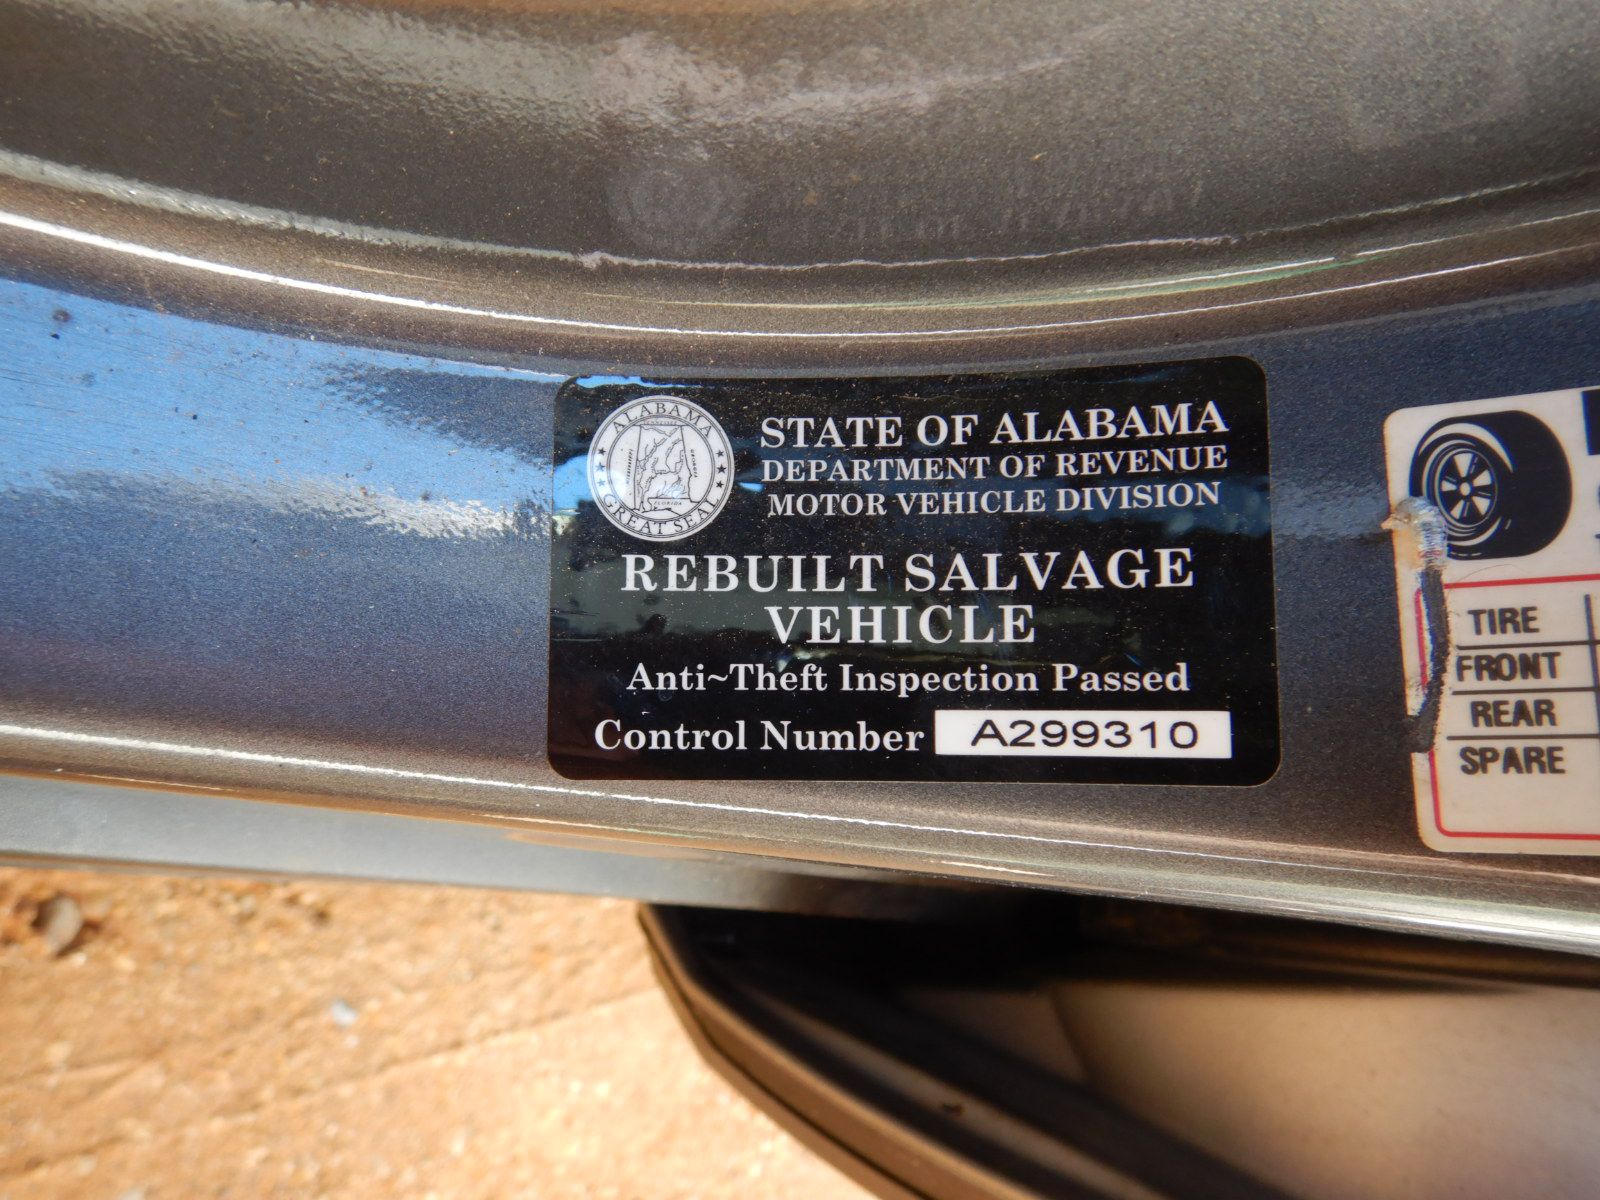 ALABAMA
GREAT SEAL
STATE OF ALABAMA
DEPARTMENT OF REVENUE
MOTOR VEHICLE DIVISION
REBUILT SALVAGE
VEHICLE
Anti~Theft Inspection Passed
Control Number A299310
TIRE
FRONT
REAR
SPARE